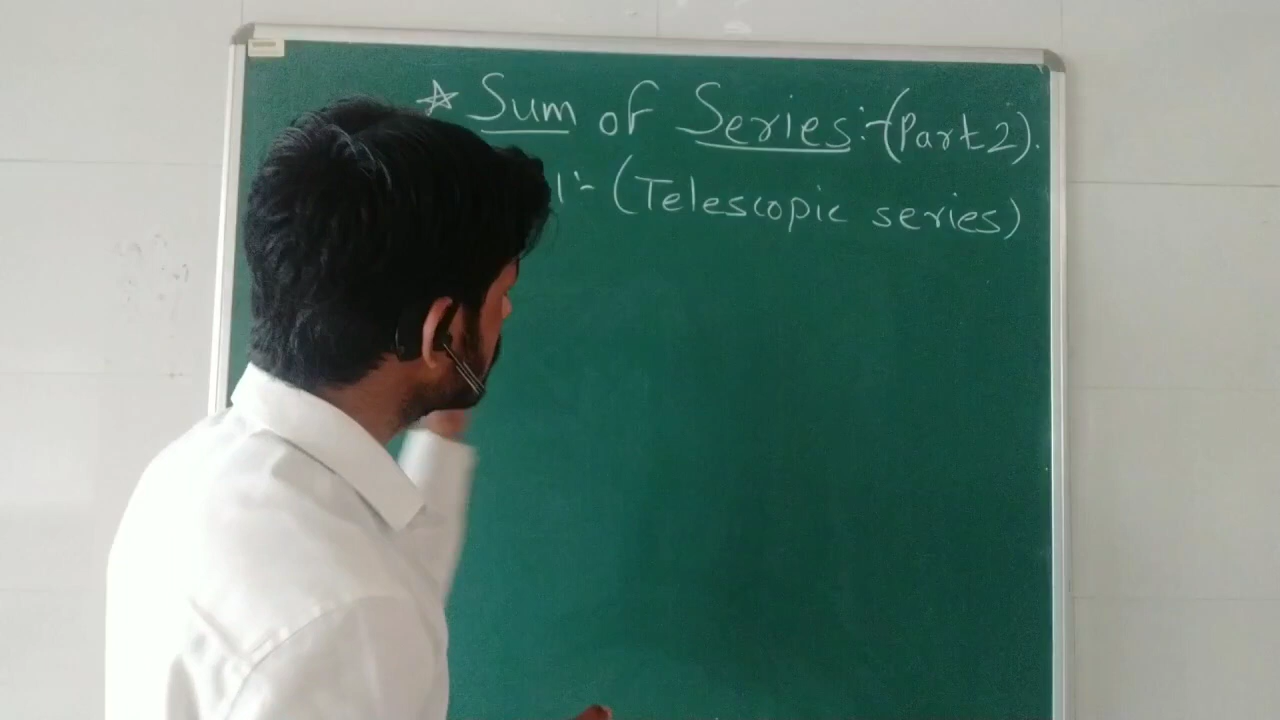 ☆ Sum of Series:-(Part 2).
1:- (Telescopic series)